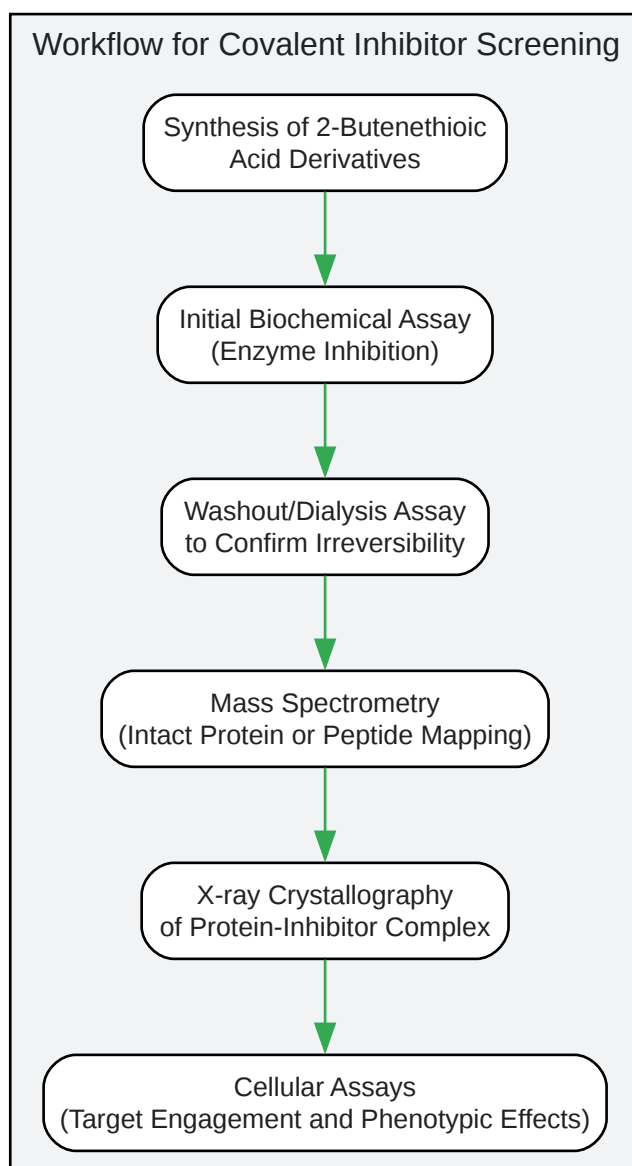 Workflow for Covalent Inhibitor Screening
Synthesis of 2-Butenethioic
Acid Derivatives
Initial Biochemical Assay
(Enzyme Inhibition)
Washout/Dialysis Assay
to Confirm Irreversibility
Mass Spectrometry
(Intact Protein or Peptide Mapping)
X-ray Crystallography
of Protein-Inhibitor Complex
Cellular Assays
(Target Engagement and Phenotypic Effects)